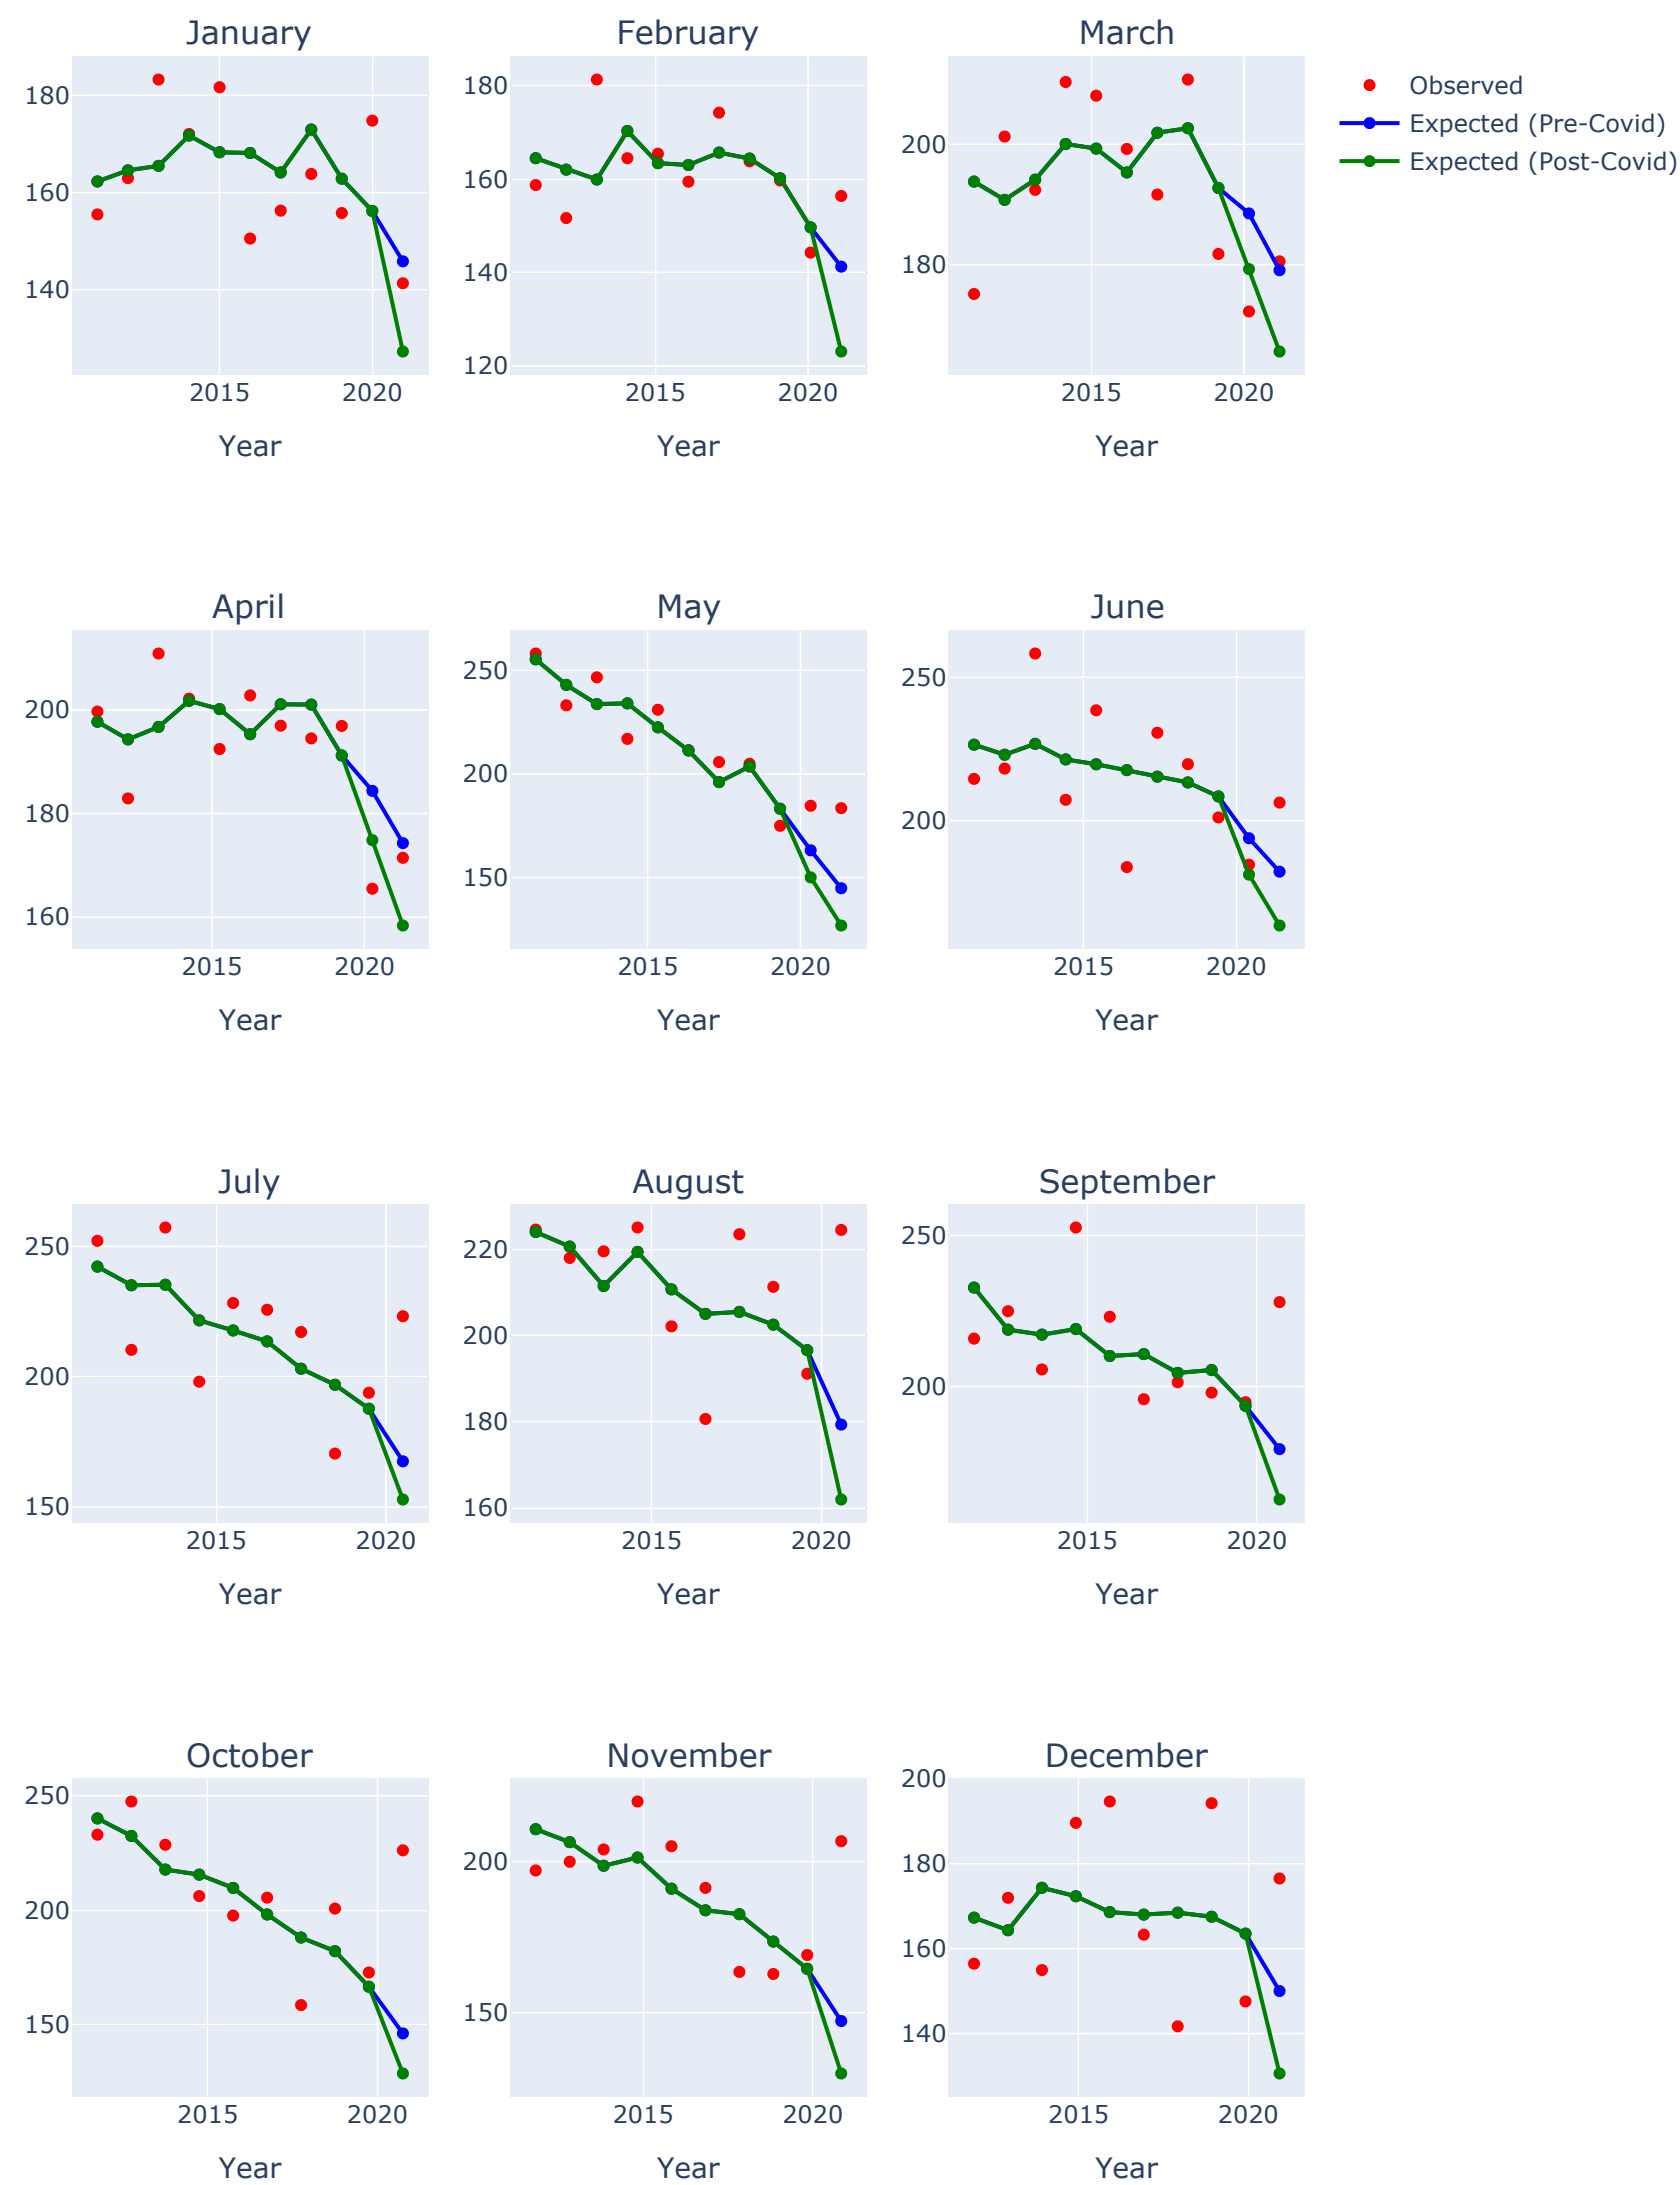 January
February
March
Observed
Expected (Pre-Covid)
Expected (Post-Covid)
180
160
140
2015
2020
Year
180
160
140
120
2015
2020
Year
200
180
2015
2020
Year
April
May
June
200
180
160
2015
2020
Year
250
200
150
2015
2020
Year
250
200
2015
2020
Year
July
August
September
250
200
150
2015
2020
Year
220
200
180
160
2015
2020
Year
250
200
2015
2020
Year
October
November
December
250
200
150
2015
2020
Year
200
150
2015
2020
Year
200
180
160
140
2015
2020
Year